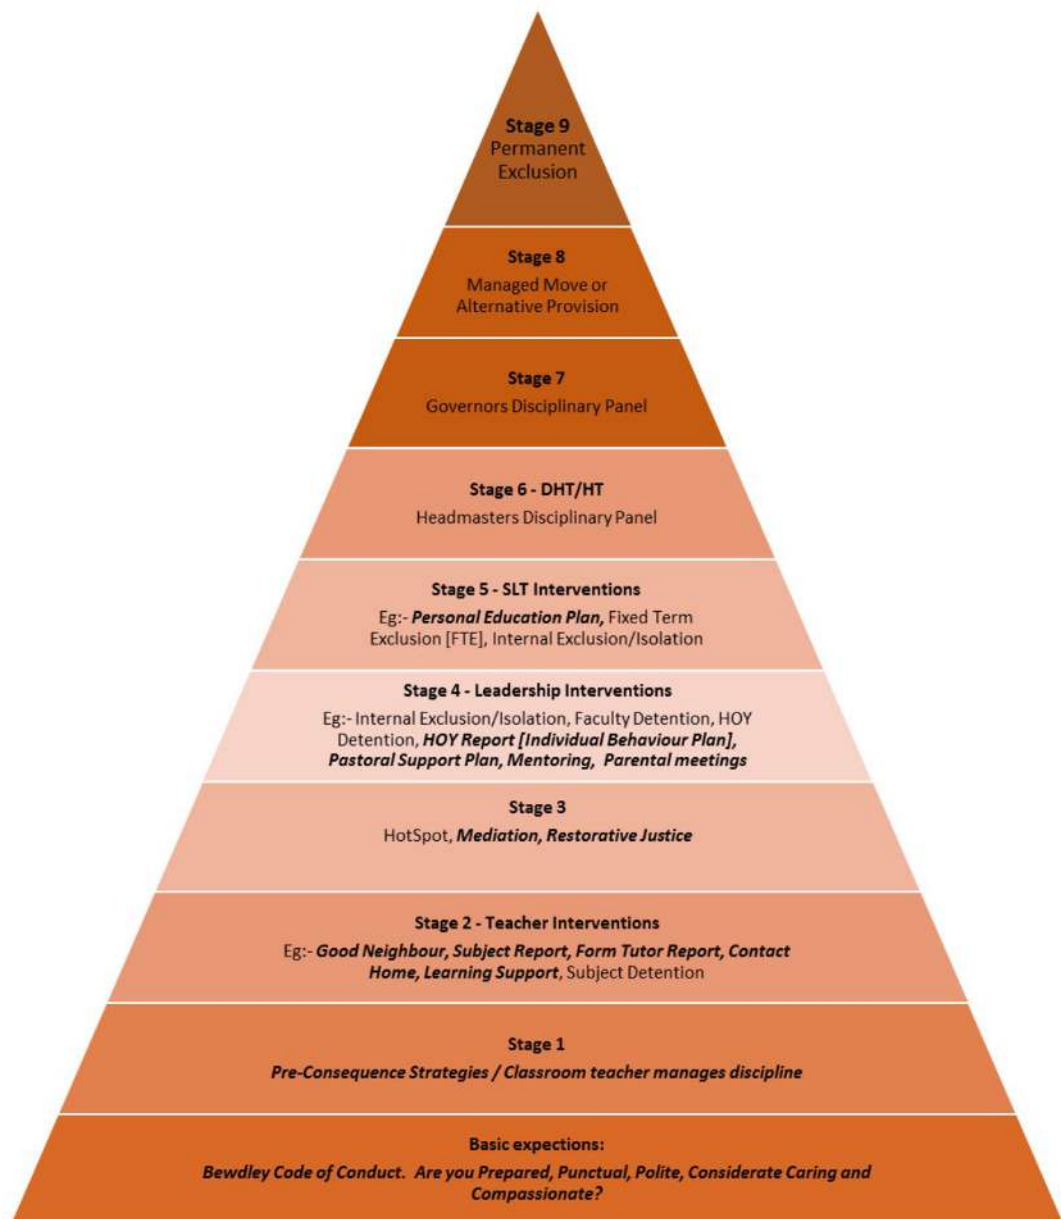 Stage 9
Permanent
Exclusion
Stage 8
Managed Move or
Alternative Provision
Stage 7
Governors Disciplinary Panel
Stage 6 - DHT/HT
Headmasters Disciplinary Panel
Stage 5 - SLT Interventions
Eg:- Personal Education Plan, Fixed Term
Exclusion [FTE], Internal Exclusion/Isolation
Stage 4 - Leadership Interventions
Eg:- Internal Exclusion/Isolation, Faculty Detention, HOY
Detention, HOY Report [Individual Behaviour Plan],
Pastoral Support Plan, Mentoring, Parental meetings
Stage 3
HotSpot, Mediation, Restorative Justice
Stage 2 - Teacher Interventions
Eg:- Good Neighbour, Subject Report, Form Tutor Report, Contact
Home, Learning Support, Subject Detention
Stage 1
Pre-Consequence Strategies / Classroom teacher manages discipline
Basic expections:
Bewdley Code of Conduct. Are you Prepared, Punctual, Polite, Considerate Caring and
Compassionate?